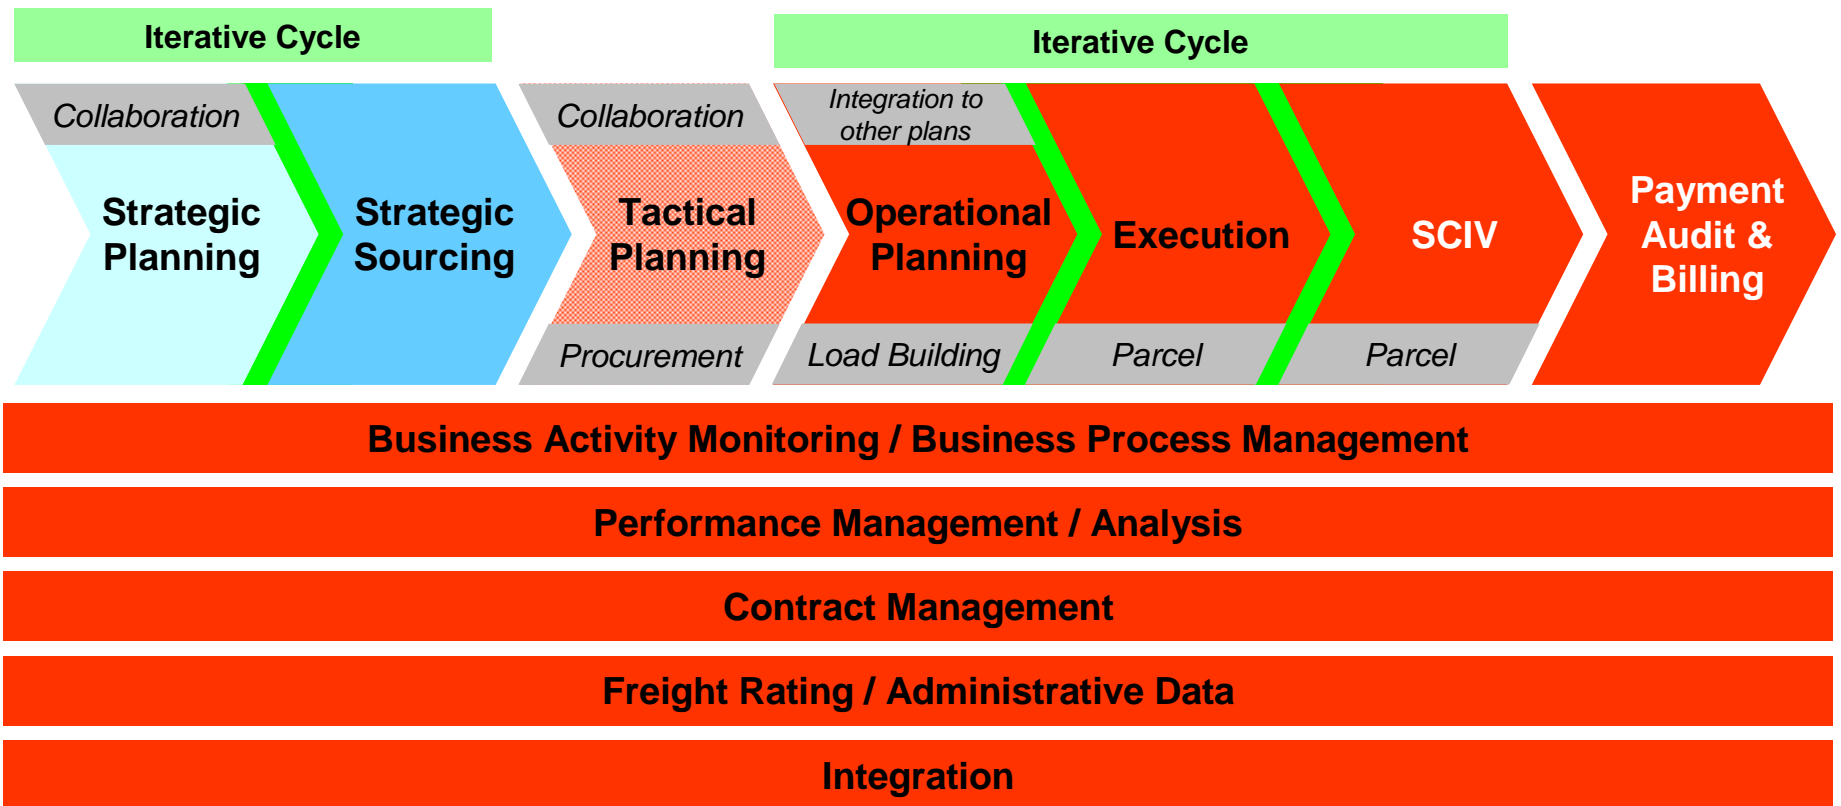 Iterative Cycle
Iterative Cycle
Collaboration
Strategic
Planning
Strategic
Sourcing
Collaboration
Tactical
Planning
Procurement
Integration to
other plans
Operational
Planning
Load Building
Execution
Parcel
SCIV
Parcel
Payment
Audit &
Billing
Business Activity Monitoring / Business Process Management
Performance Management / Analysis
Contract Management
Freight Rating / Administrative Data
Integration